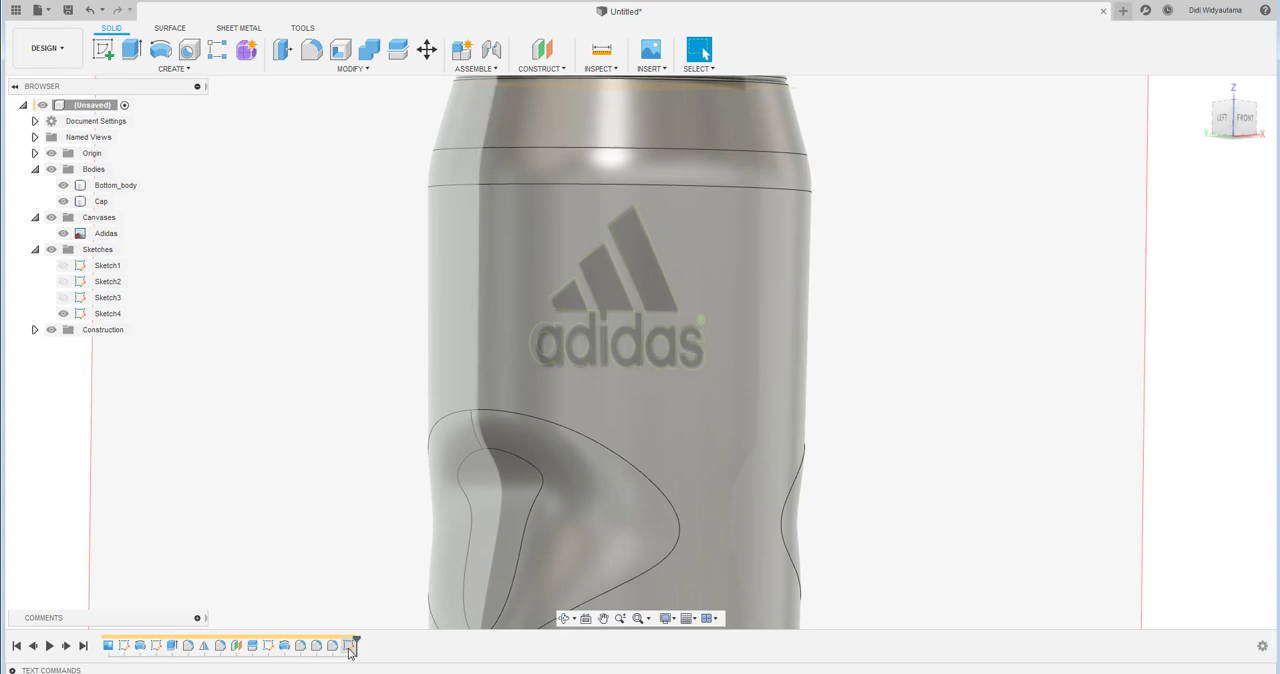 Untitled*
Didi Widyautama
DESIGN
SOLID
SURFACE
SHEET METAL
TOOLS
CREATE
MODIFY
ASSEMBLE
CONSTRUCT
INSPECT
INSERT
SELECT
BROWSER
(Unsaved)
Document Settings
Named Views
Origin
Bodies
Bottom_body
Cap
Canvases
Adidas
Sketches
Sketch1
Sketch2
Sketch3
Sketch4
Construction
Z
LEFT
FRONT
Y
X
adidas
COMMENTS
TEXT COMMANDS